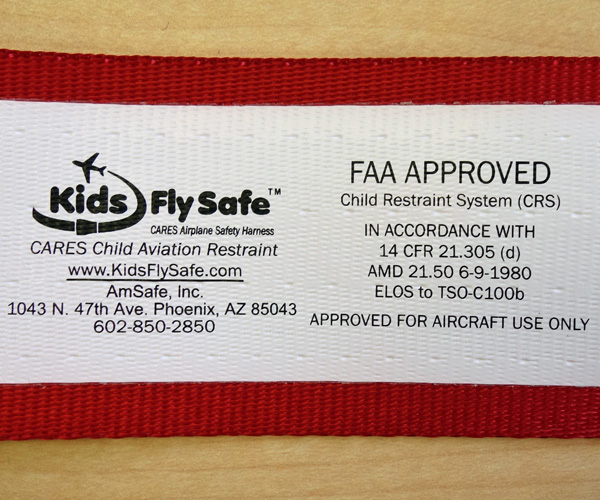 Kids Fly Safe™
CARES Airplane Safety Harness
CARES Child Aviation Restraint
www.KidsFlySafe.com
AmSafe, Inc.
1043 N. 47th Ave. Phoenix, AZ 85043
602-850-2850
FAA APPROVED
Child Restraint System (CRS)
IN ACCORDANCE WITH
14 CFR 21.305 (d)
AMD 21.50 6-9-1980
ELOS to TSO-C100b
APPROVED FOR AIRCRAFT USE ONLY